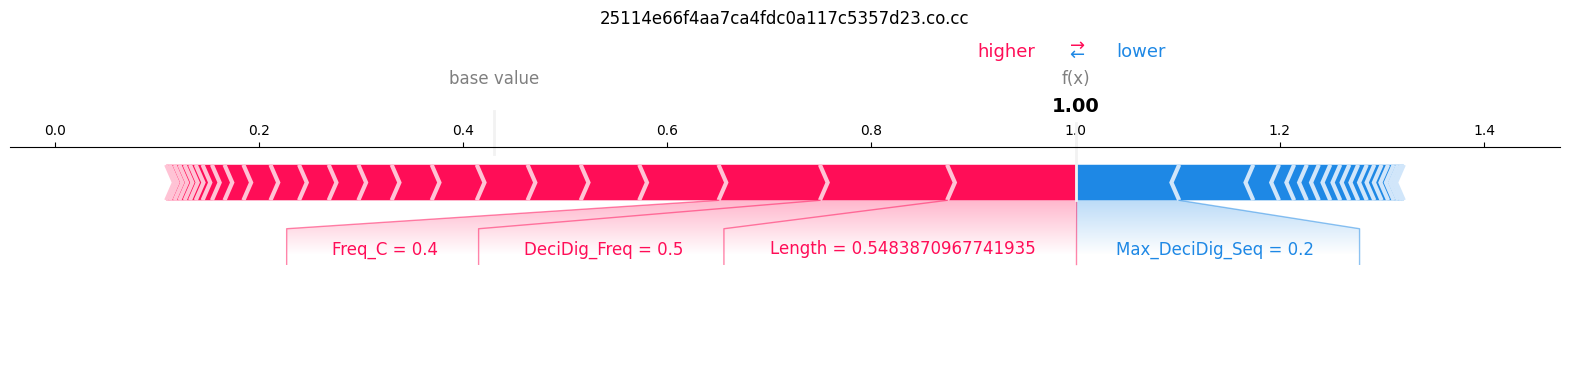 25114e66f4aa7ca4fdc0a117c5357d23.co.cc
higher ⇄ lower
base value f(x)
1.00
0.0 0.2 0.4 0.6 0.8 1.0 1.2 1.4
Freq_C = 0.4 DeciDig_Freq = 0.5 Length = 0.5483870967741935 Max_DeciDig_Seq = 0.2